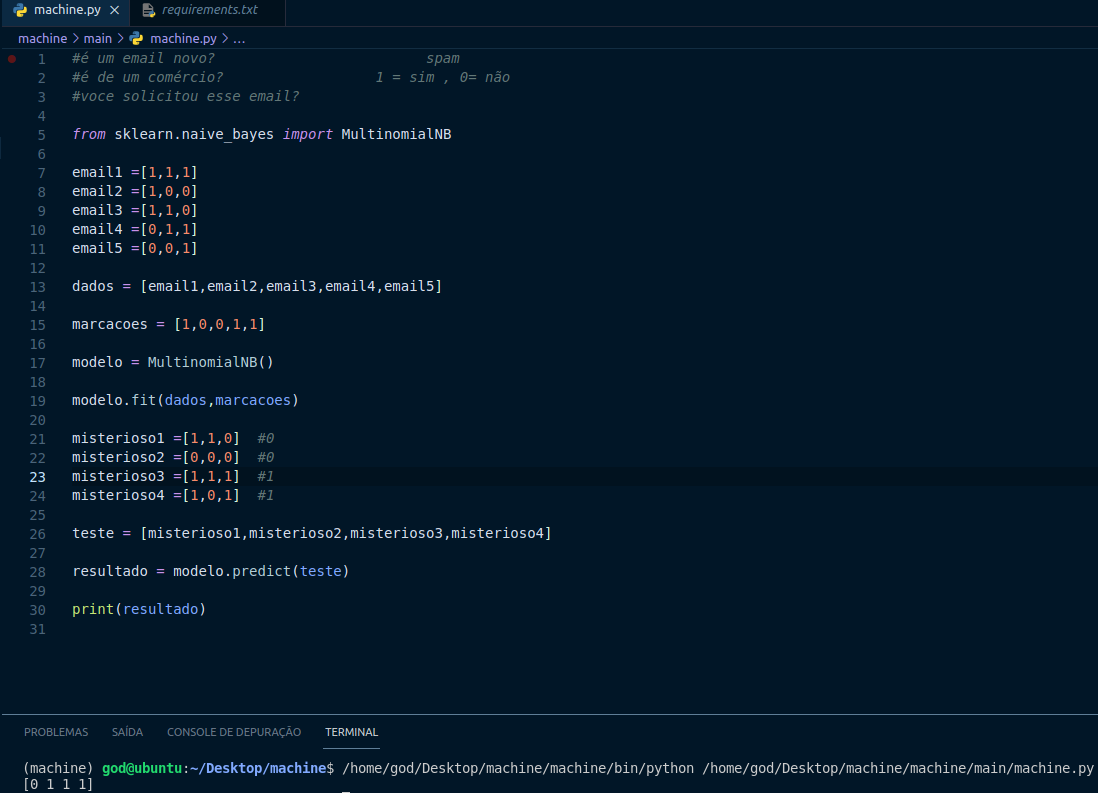 machine.py × requirements.txt
machine > main > machine.py > ...
1 #é um email novo? spam
2 #é de um comércio? 1 = sim , 0= não
3 #voce solicitou esse email?
4
5 from sklearn.naive_bayes import MultinomialNB
6
7 email1 =[1,1,1]
8 email2 =[1,0,0]
9 email3 =[1,1,0]
10 email4 =[0,1,1]
11 email5 =[0,0,1]
12
13 dados = [email1,email2,email3,email4,email5]
14
15 marcacoes = [1,0,0,1,1]
16
17 modelo = MultinomialNB()
18
19 modelo.fit(dados,marcacoes)
20
21 misterioso1 =[1,1,0] #0
22 misterioso2 =[0,0,0] #0
23 misterioso3 =[1,1,1] #1
24 misterioso4 =[1,0,1] #1
25
26 teste = [misterioso1,misterioso2,misterioso3,misterioso4]
27
28 resultado = modelo.predict(teste)
29
30 print(resultado)
31
PROBLEMAS SAÍDA CONSOLE DE DEPURAÇÃO TERMINAL
(machine) god@ubuntu:~/Desktop/machine$ /home/god/Desktop/machine/machine/bin/python /home/god/Desktop/machine/machine/main/machine.py
[0 1 1 1]